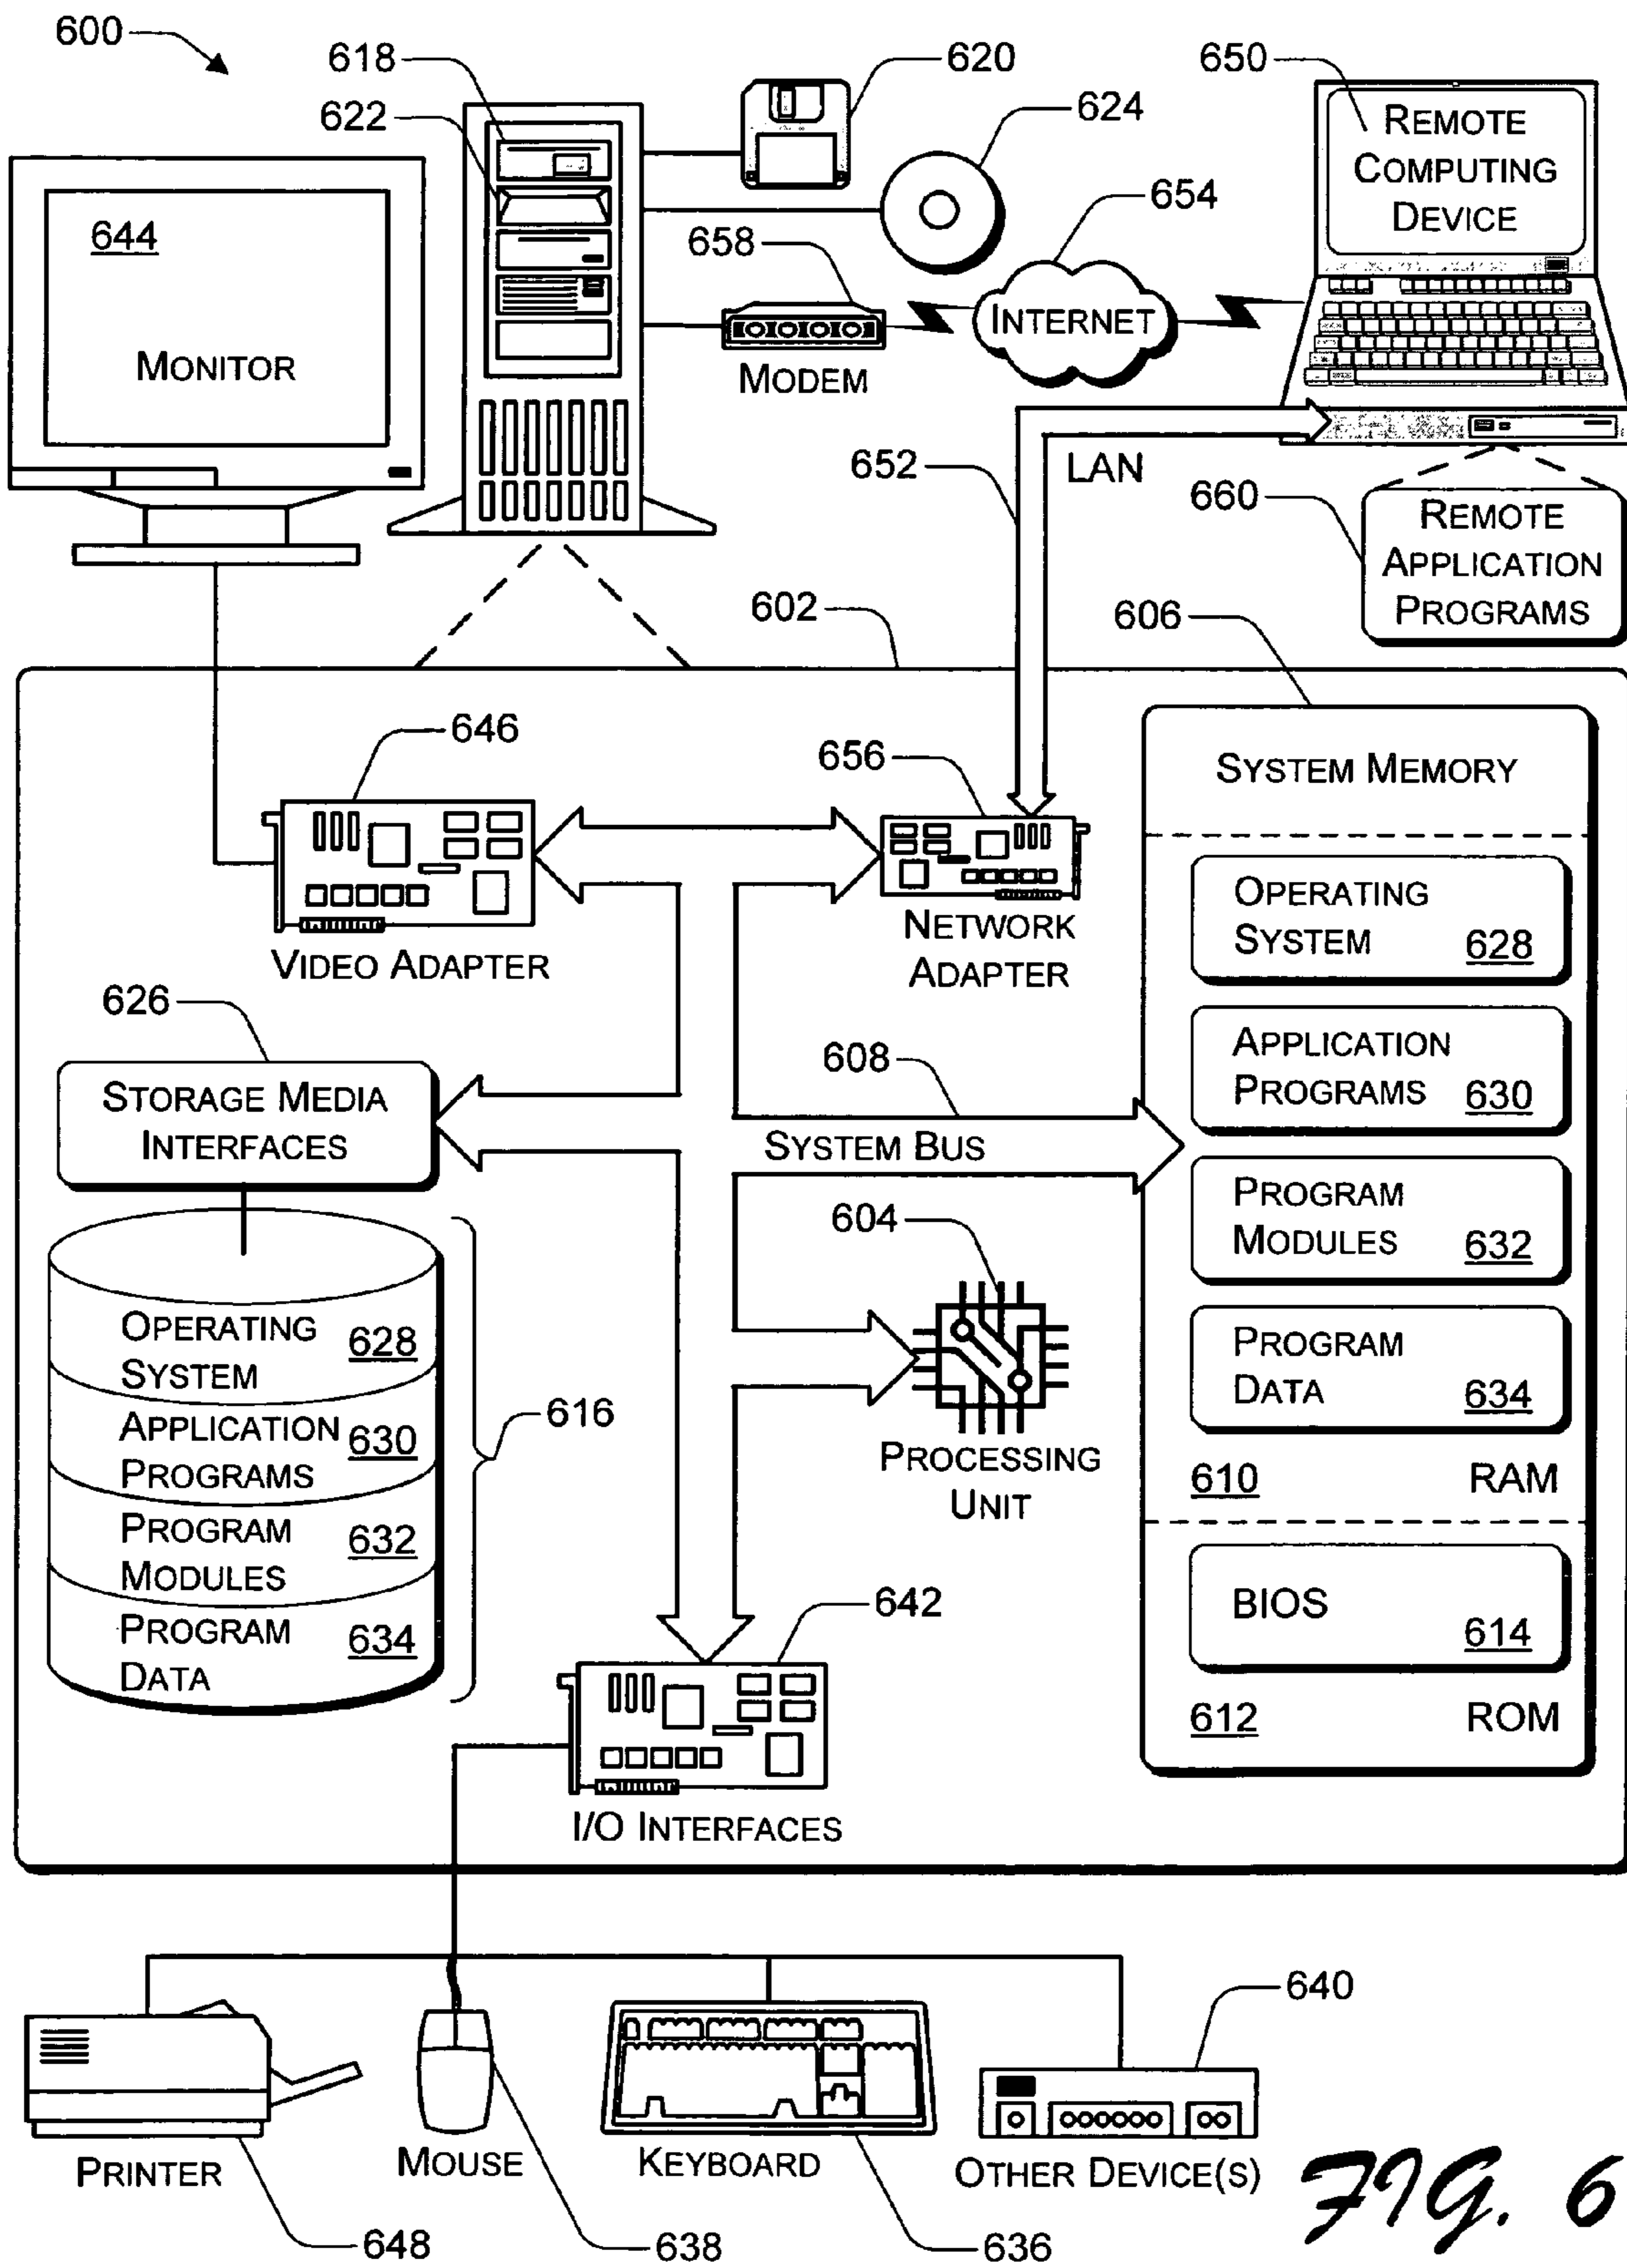 600
618
620
650
622
624
REMOTE
COMPUTING
DEVICE
654
644
658
MONITOR
INTERNET
MODEM
652
LAN
660
REMOTE
APPLICATION
PROGRAMS
602
606
646
656
SYSTEM MEMORY
VIDEO ADAPTER
NETWORK
ADAPTER
OPERATING
SYSTEM 628
626
608
APPLICATION
PROGRAMS 630
STORAGE MEDIA
INTERFACES
SYSTEM BUS
PROGRAM
MODULES 632
604
OPERATING
SYSTEM 628
APPLICATION
PROGRAMS 630
PROGRAM
MODULES 632
PROGRAM
DATA 634
616
PROCESSING
UNIT
PROGRAM
DATA 634
610 RAM
642
BIOS
614
612 ROM
I/O INTERFACES
640
PRINTER
MOUSE
KEYBOARD
OTHER DEVICE(S)
648
638
636
FIG. 6